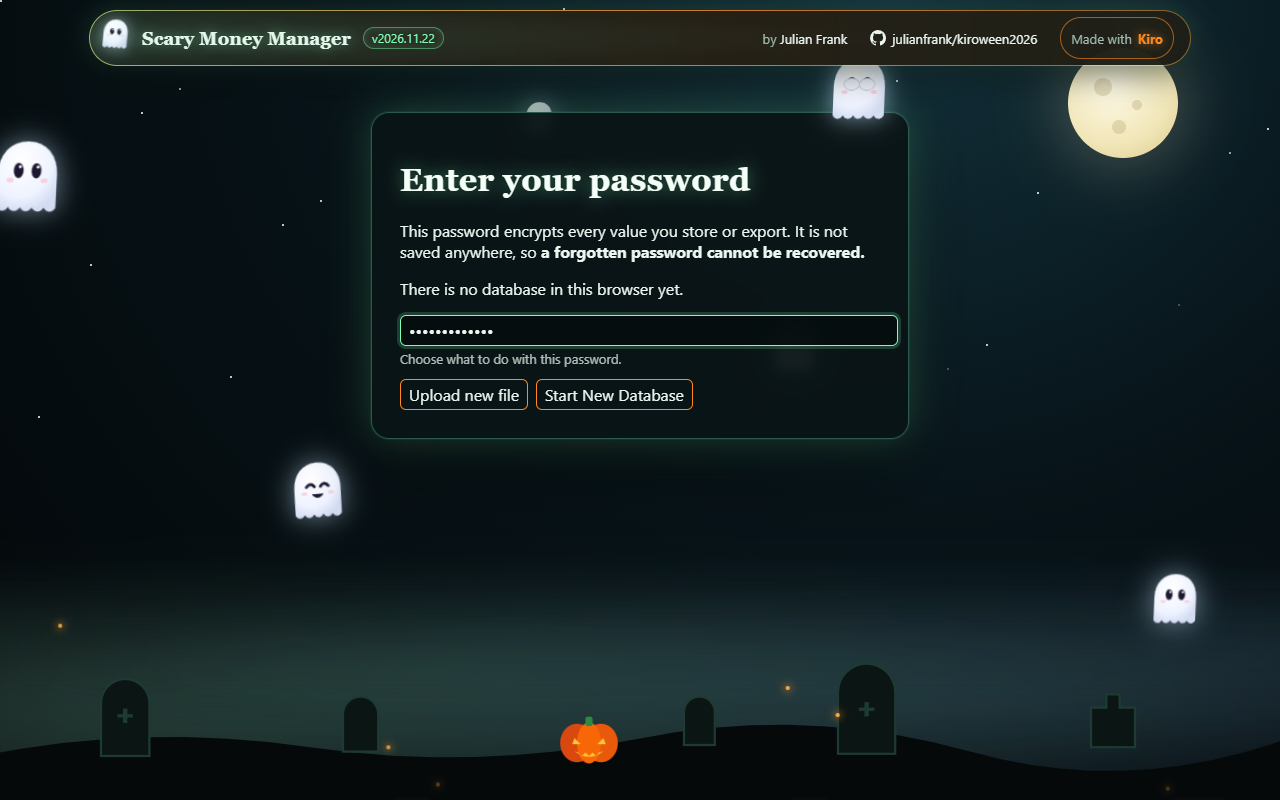 Scary Money Manager v2026.11.22 by Julian Frank julianfrank/kiroween2026 Made with Kiro
Enter your password
This password encrypts every value you store or export. It is not
saved anywhere, so a forgotten password cannot be recovered.
There is no database in this browser yet.
•••••••••••••
Choose what to do with this password.
Upload new file Start New Database